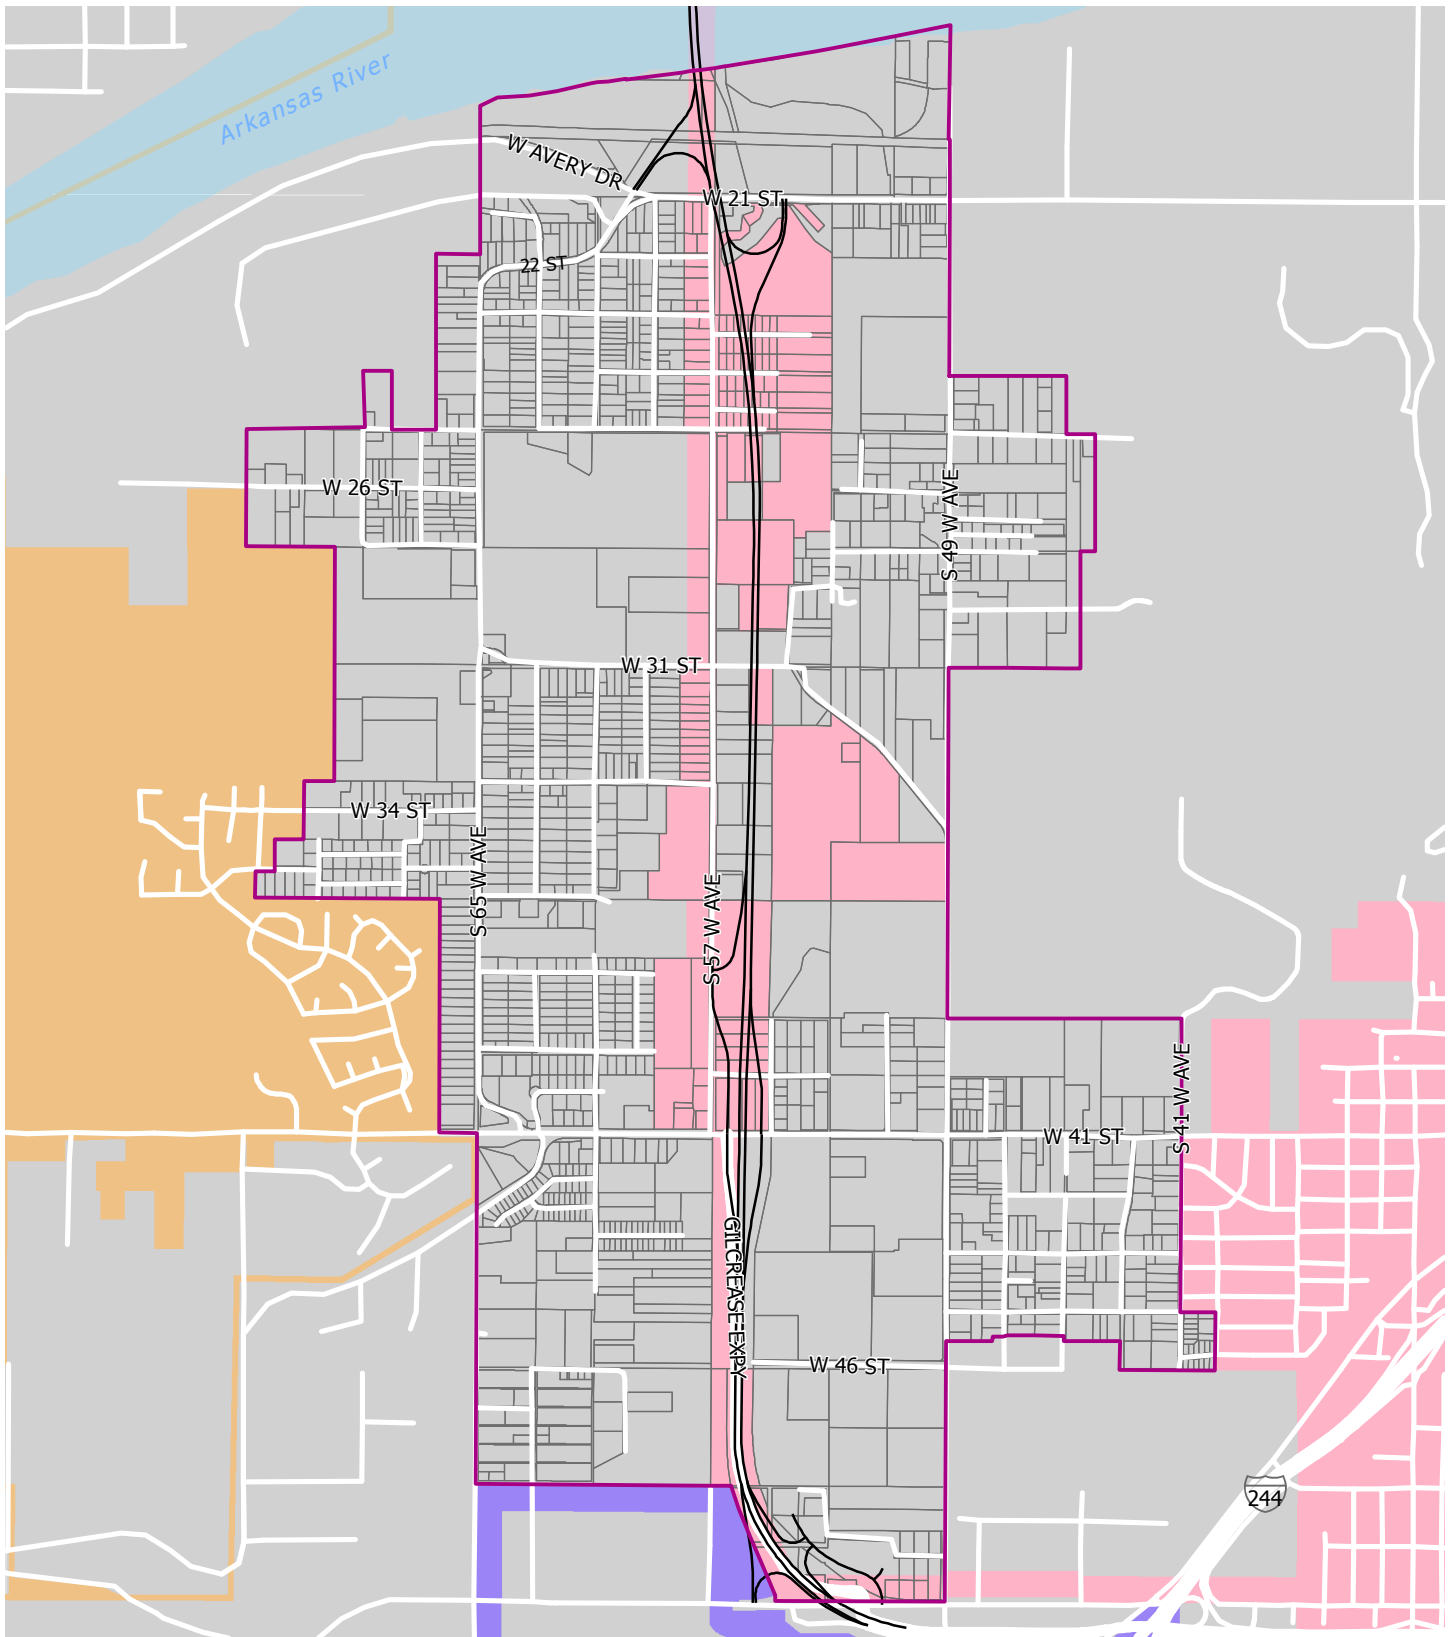 Arkansas River
W AVERY DR
W 21 ST
22 ST
W 26 ST
S 49 W AVE
W 31 ST
W 34 ST
S 65 W AVE
S 57 W AVE
S 41 W AVE
W 41 ST
GILCREASE EXPY
W 46 ST
244